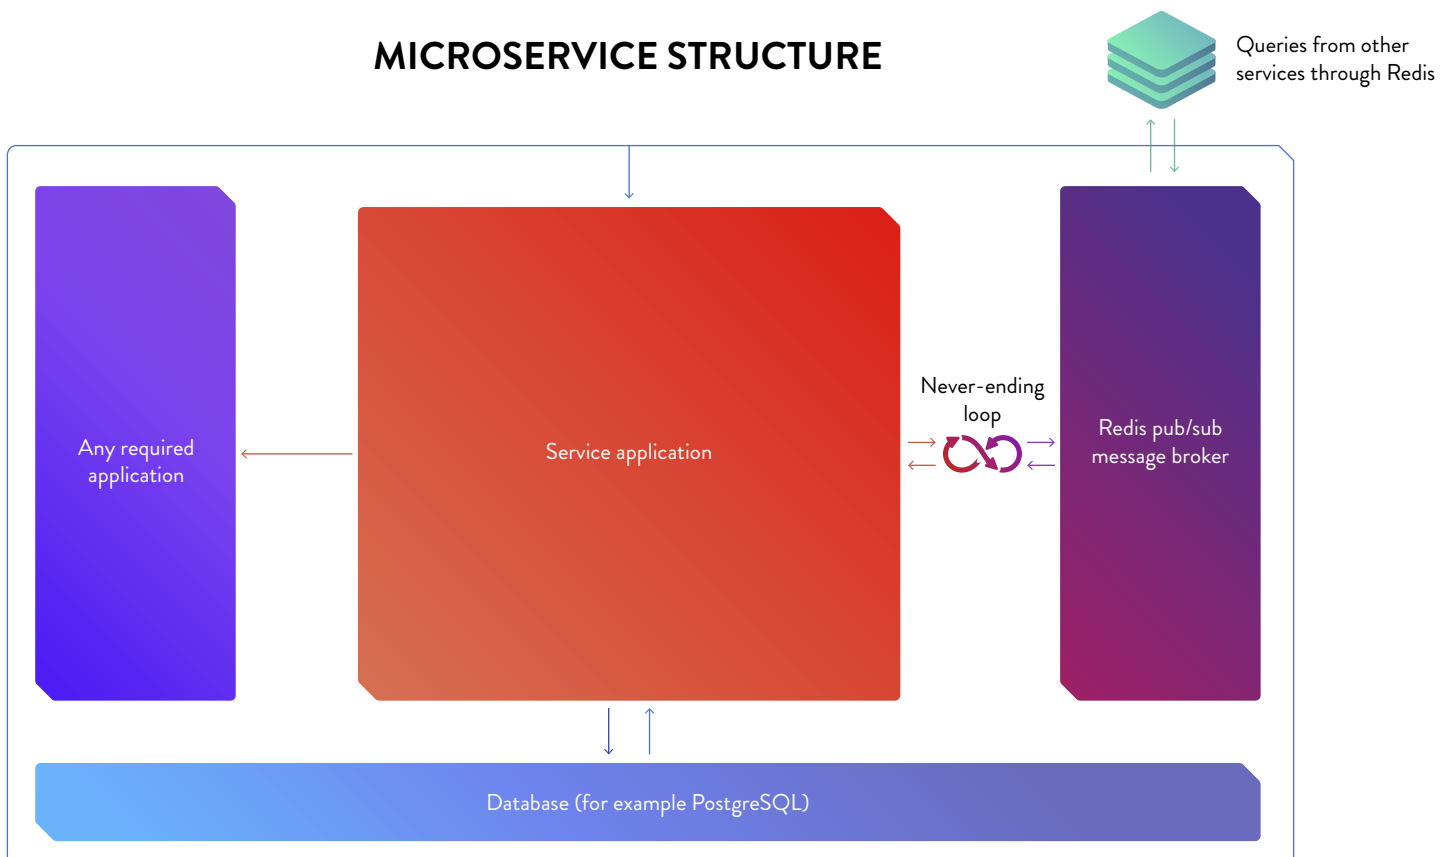 MICROSERVICE STRUCTURE
Queries from other
services through Redis
Any required
application
Service application
Never-ending
loop
Redis pub/sub
message broker
Database (for example PostgreSQL)